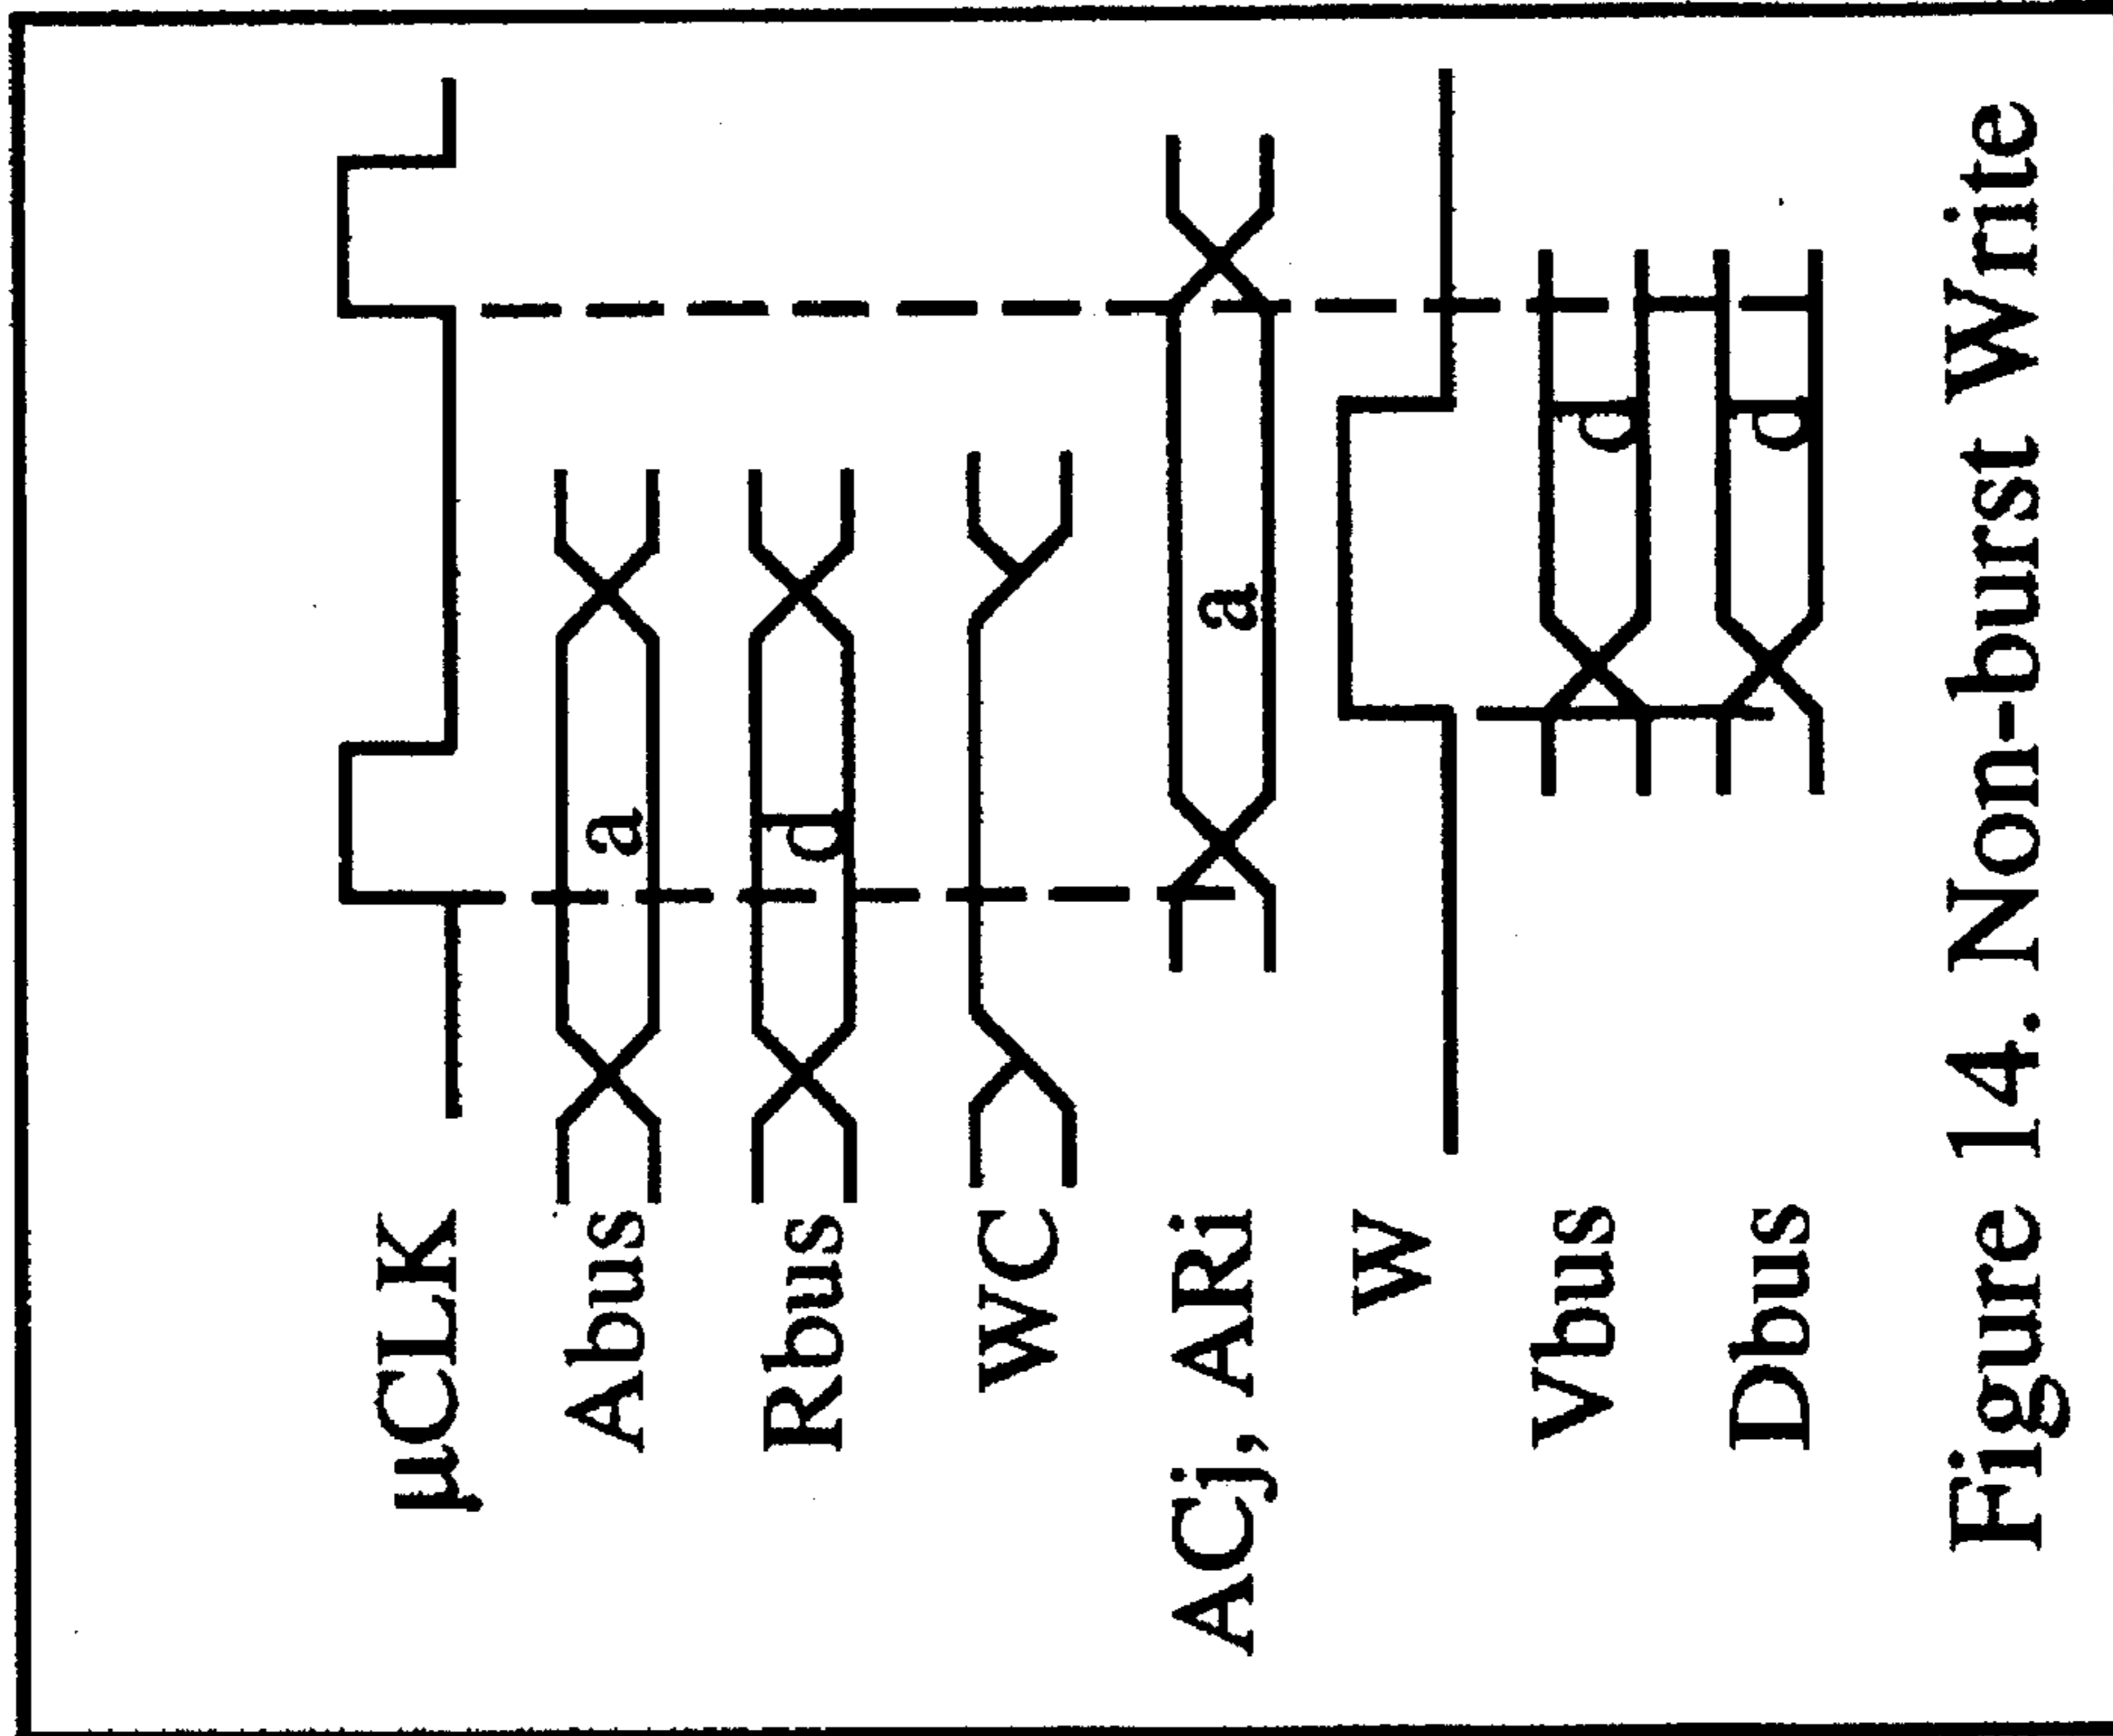 µCLK
Abus
a
Rbus
d
WC
ACj, ARi
a
W
Vbus
d
Dbus
d
Figure 14. Non-burst Write